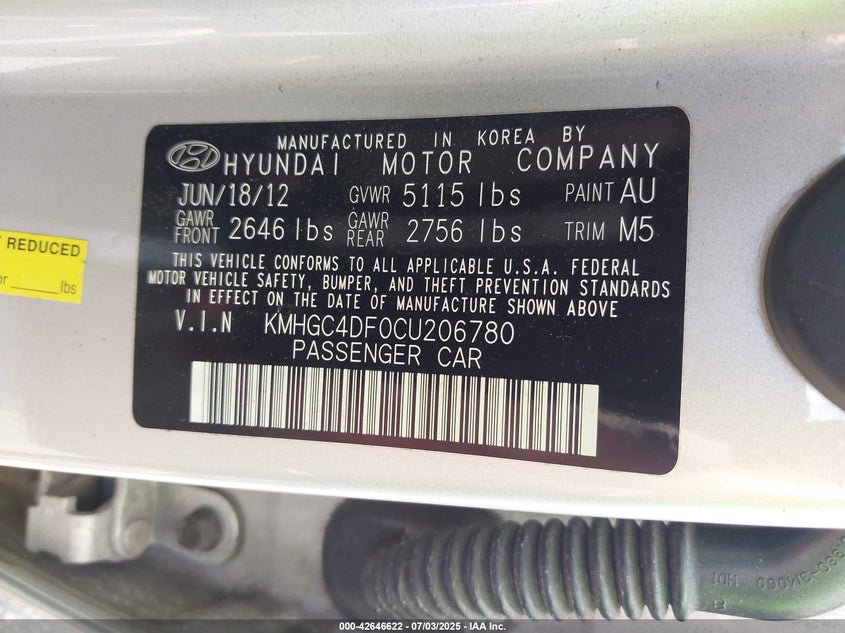 MANUFACTURED IN KOREA BY
HYUNDAI MOTOR COMPANY
JUN/18/12 GVWR 5115 lbs PAINT AU
GAWR FRONT 2646 lbs GAWR REAR 2756 lbs TRIM M5
THIS VEHICLE CONFORMS TO ALL APPLICABLE U.S.A. FEDERAL
MOTOR VEHICLE SAFETY, BUMPER, AND THEFT PREVENTION STANDARDS
IN EFFECT ON THE DATE OF MANUFACTURE SHOWN ABOVE
V.I.N KMHGC4DF0CU206780
PASSENGER CAR
REDUCED
lbs
HD1
000-42646622 - 07/03/2025 - IAA Inc.